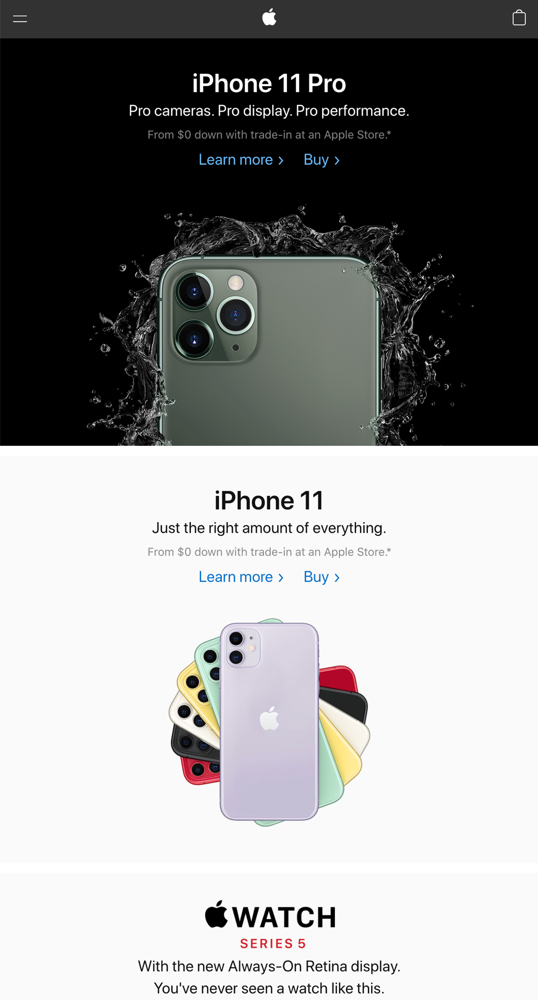 iPhone 11 Pro
Pro cameras. Pro display. Pro performance.
From $0 down with trade-in at an Apple Store.*
Learn more › Buy ›
iPhone 11
Just the right amount of everything.
From $0 down with trade-in at an Apple Store.*
Learn more › Buy ›
WATCH
SERIES 5
With the new Always-On Retina display.
You've never seen a watch like this.